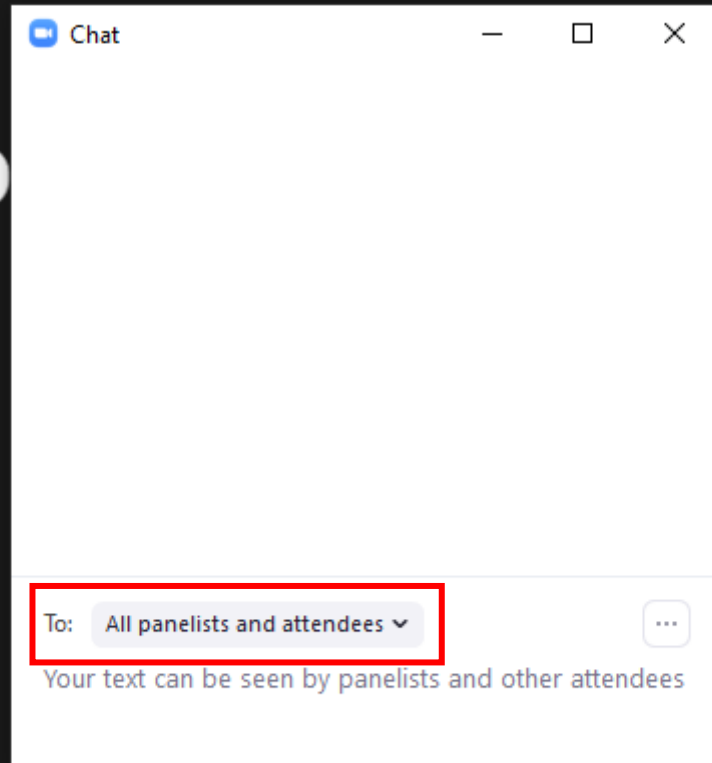 Chat
To: All panelists and attendees
Your text can be seen by panelists and other attendees